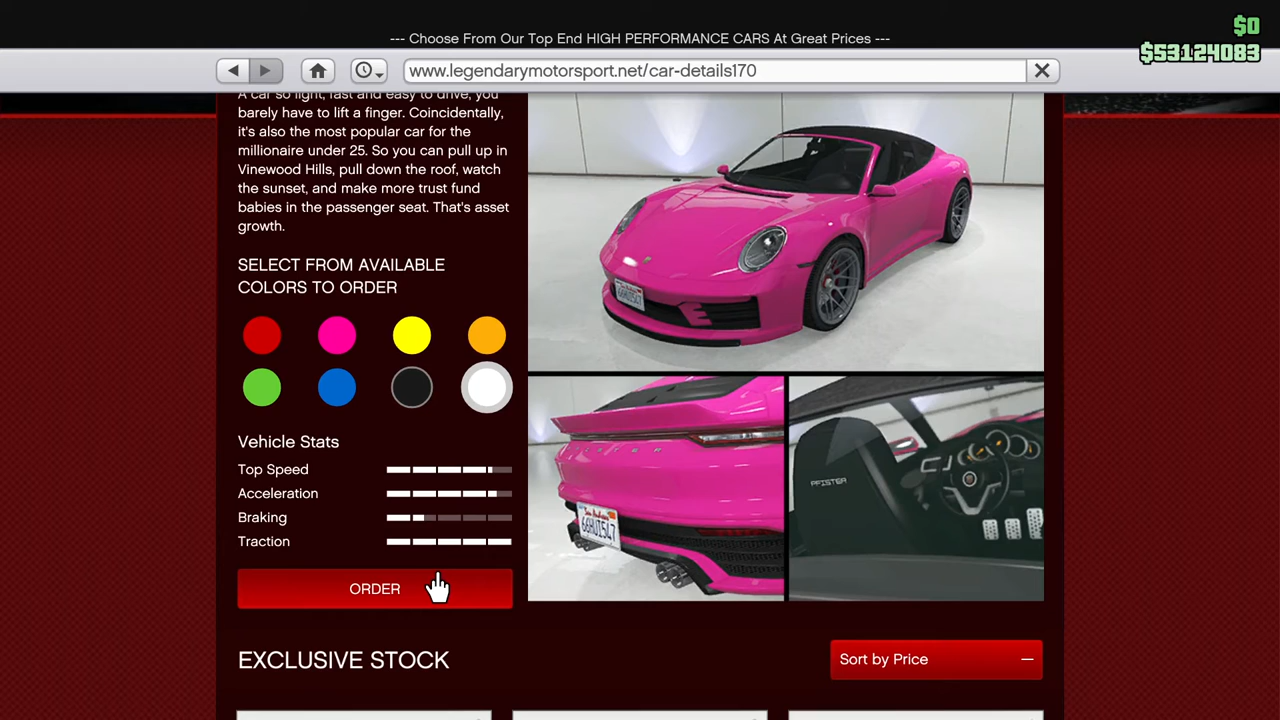 $0
--- Choose From Our Top End HIGH PERFORMANCE CARS At Great Prices ---
$53124083
www.legendarymotorsport.net/car-details170
A car so light, fast and easy to drive, you
barely have to lift a finger. Coincidentally,
it's also the most popular car for the
millionaire under 25. So you can pull up in
Vinewood Hills, pull down the roof, watch
the sunset, and make more trust fund
babies in the passenger seat. That's asset
growth.
SELECT FROM AVAILABLE
COLORS TO ORDER
Vehicle Stats
Top Speed
Acceleration
Braking
Traction
ORDER
PFISTER
EXCLUSIVE STOCK
Sort by Price